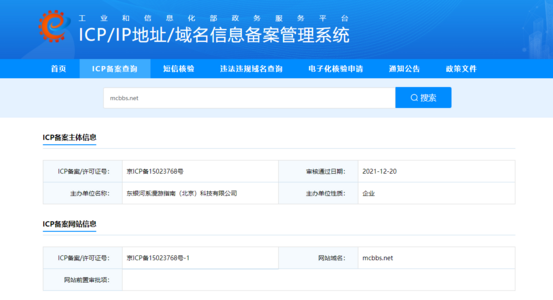 工业和信息化部政务服务平台
ICP/IP地址/域名信息备案管理系统
首页 ICP备案查询 短信核验 违法违规域名查询 电子化核验申请 通知公告 政策文件
mcbbs.net 搜索
ICP备案主体信息
ICP备案/许可证号： 京ICP备15023768号 审核通过日期： 2021-12-20
主办单位名称： 东银河系漫游指南（北京）科技有限公司 主办单位性质： 企业
ICP备案网站信息
ICP备案/许可证号： 京ICP备15023768号-1 网站域名： mcbbs.net
网站前置审批项：